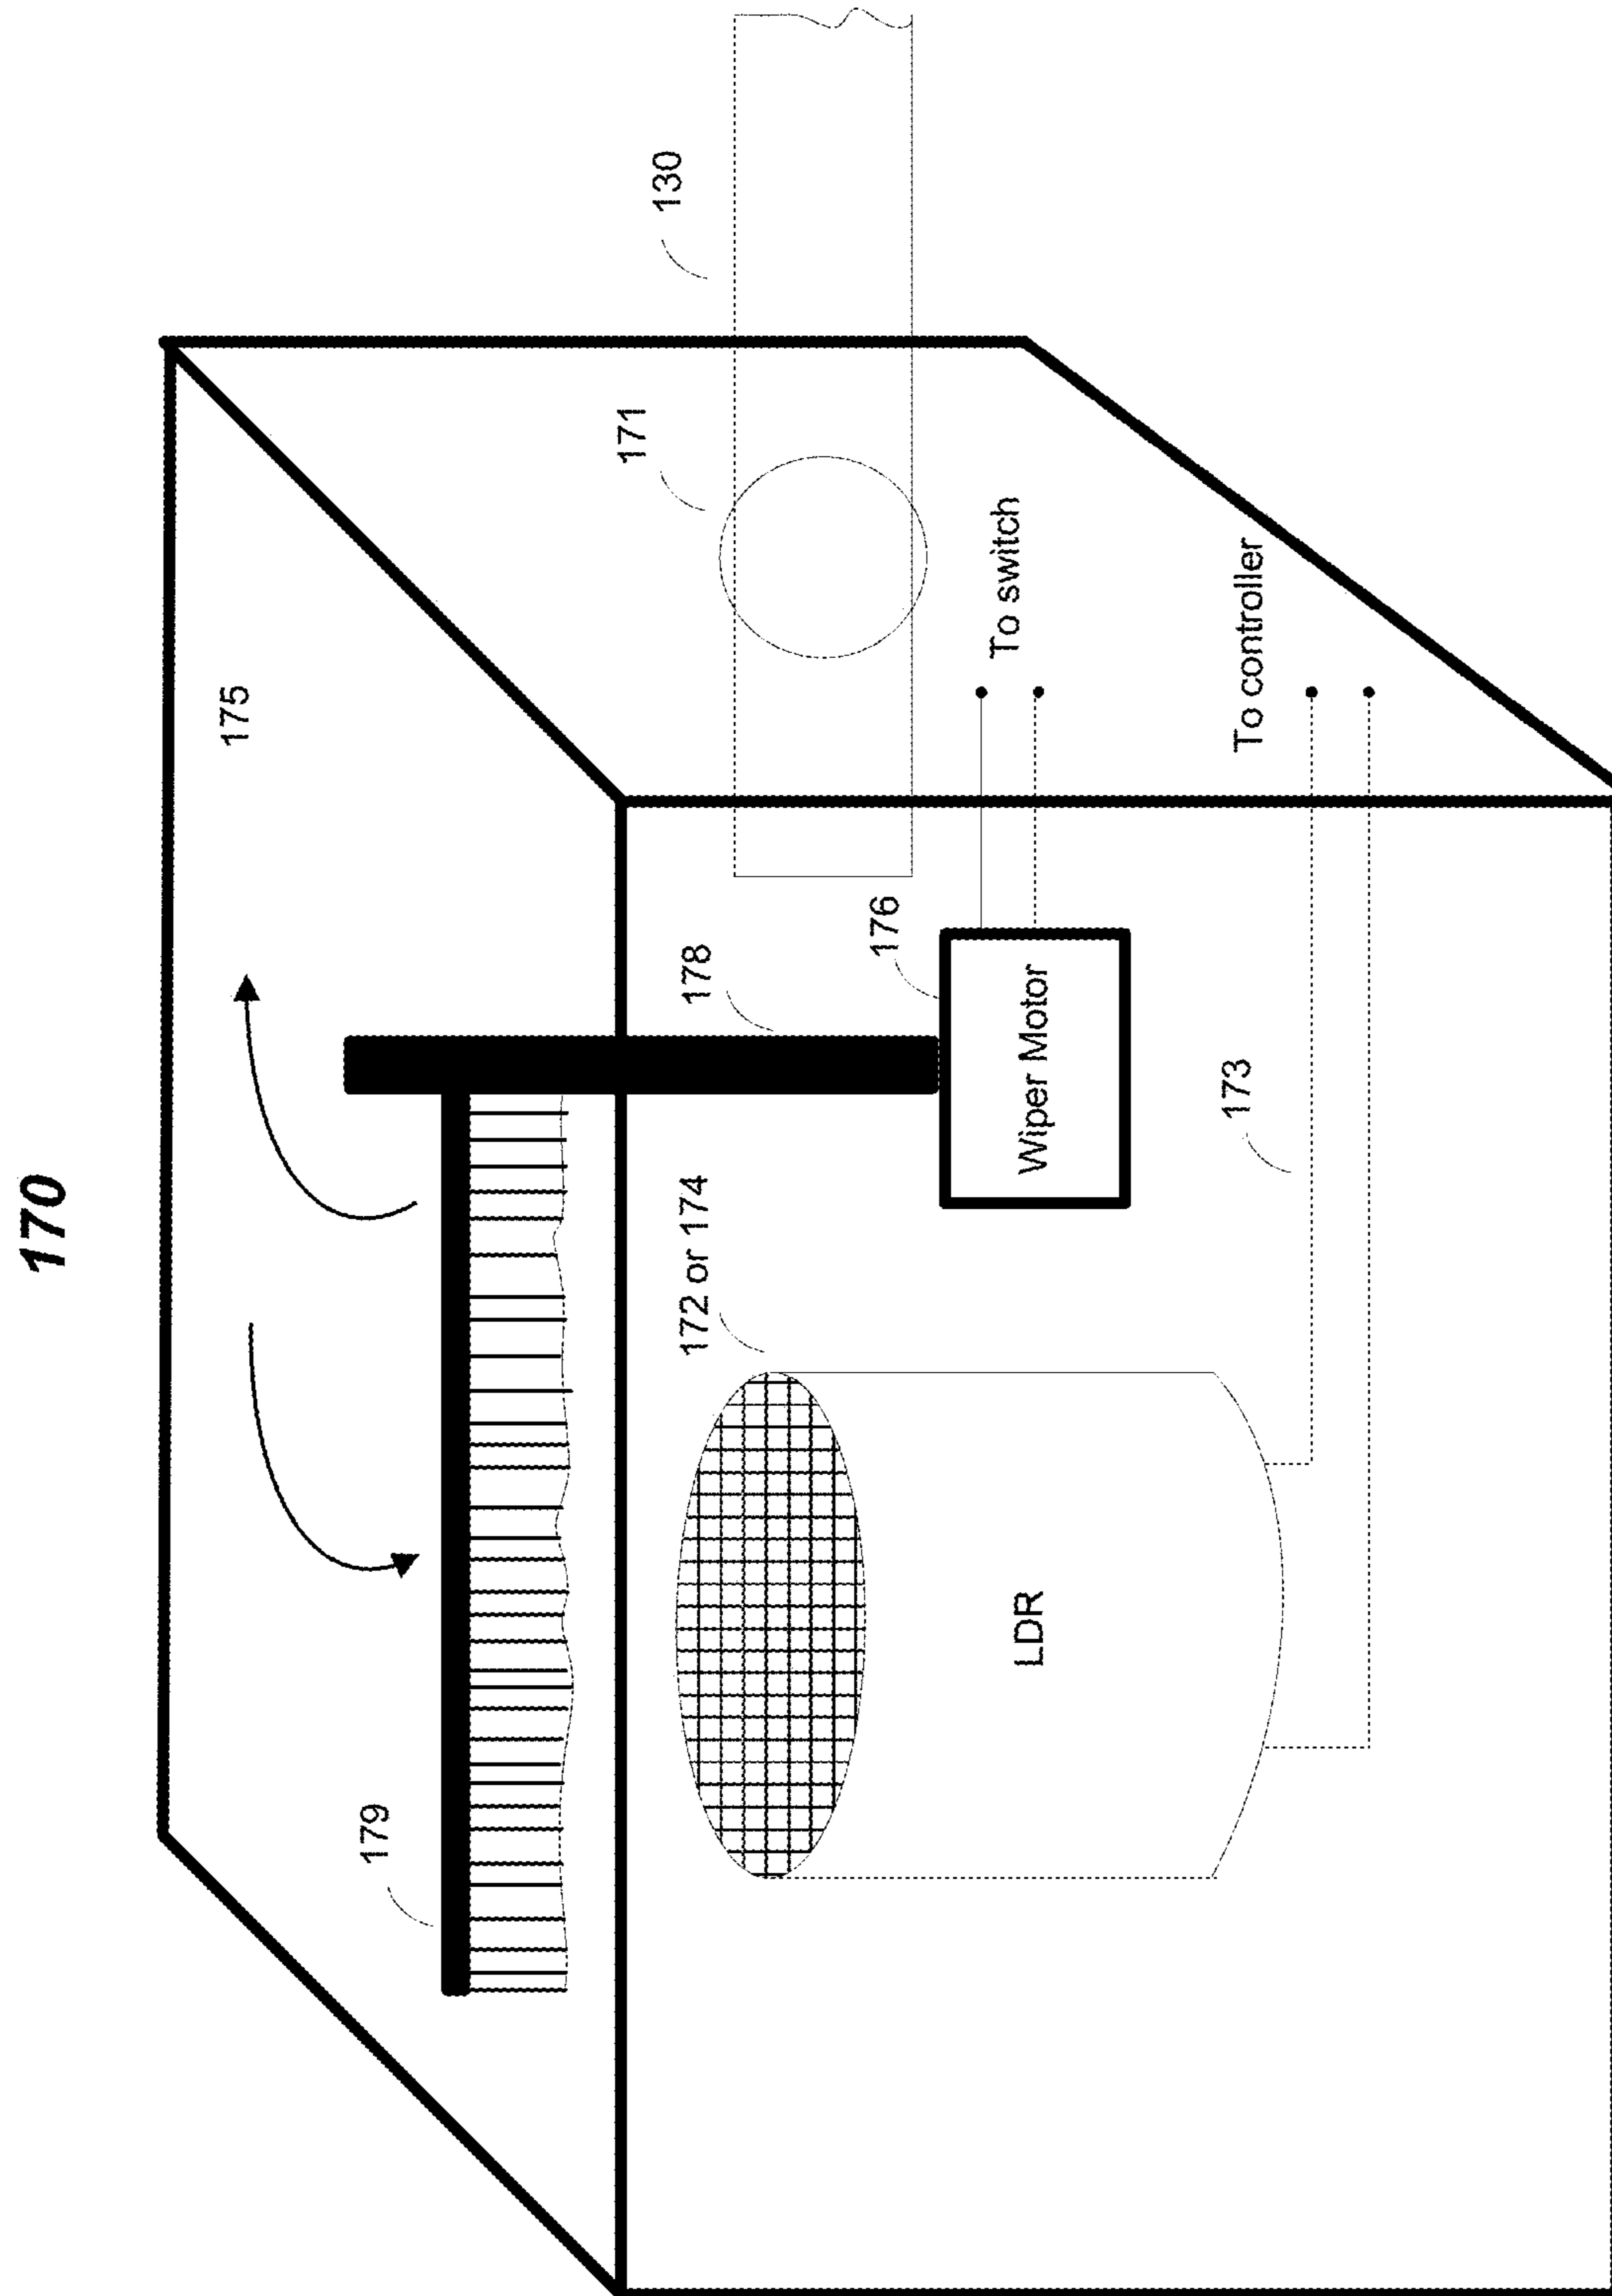 170
175
130
171
179
178
172 or 174
176
To switch
Wiper Motor
LDR
173
To controller